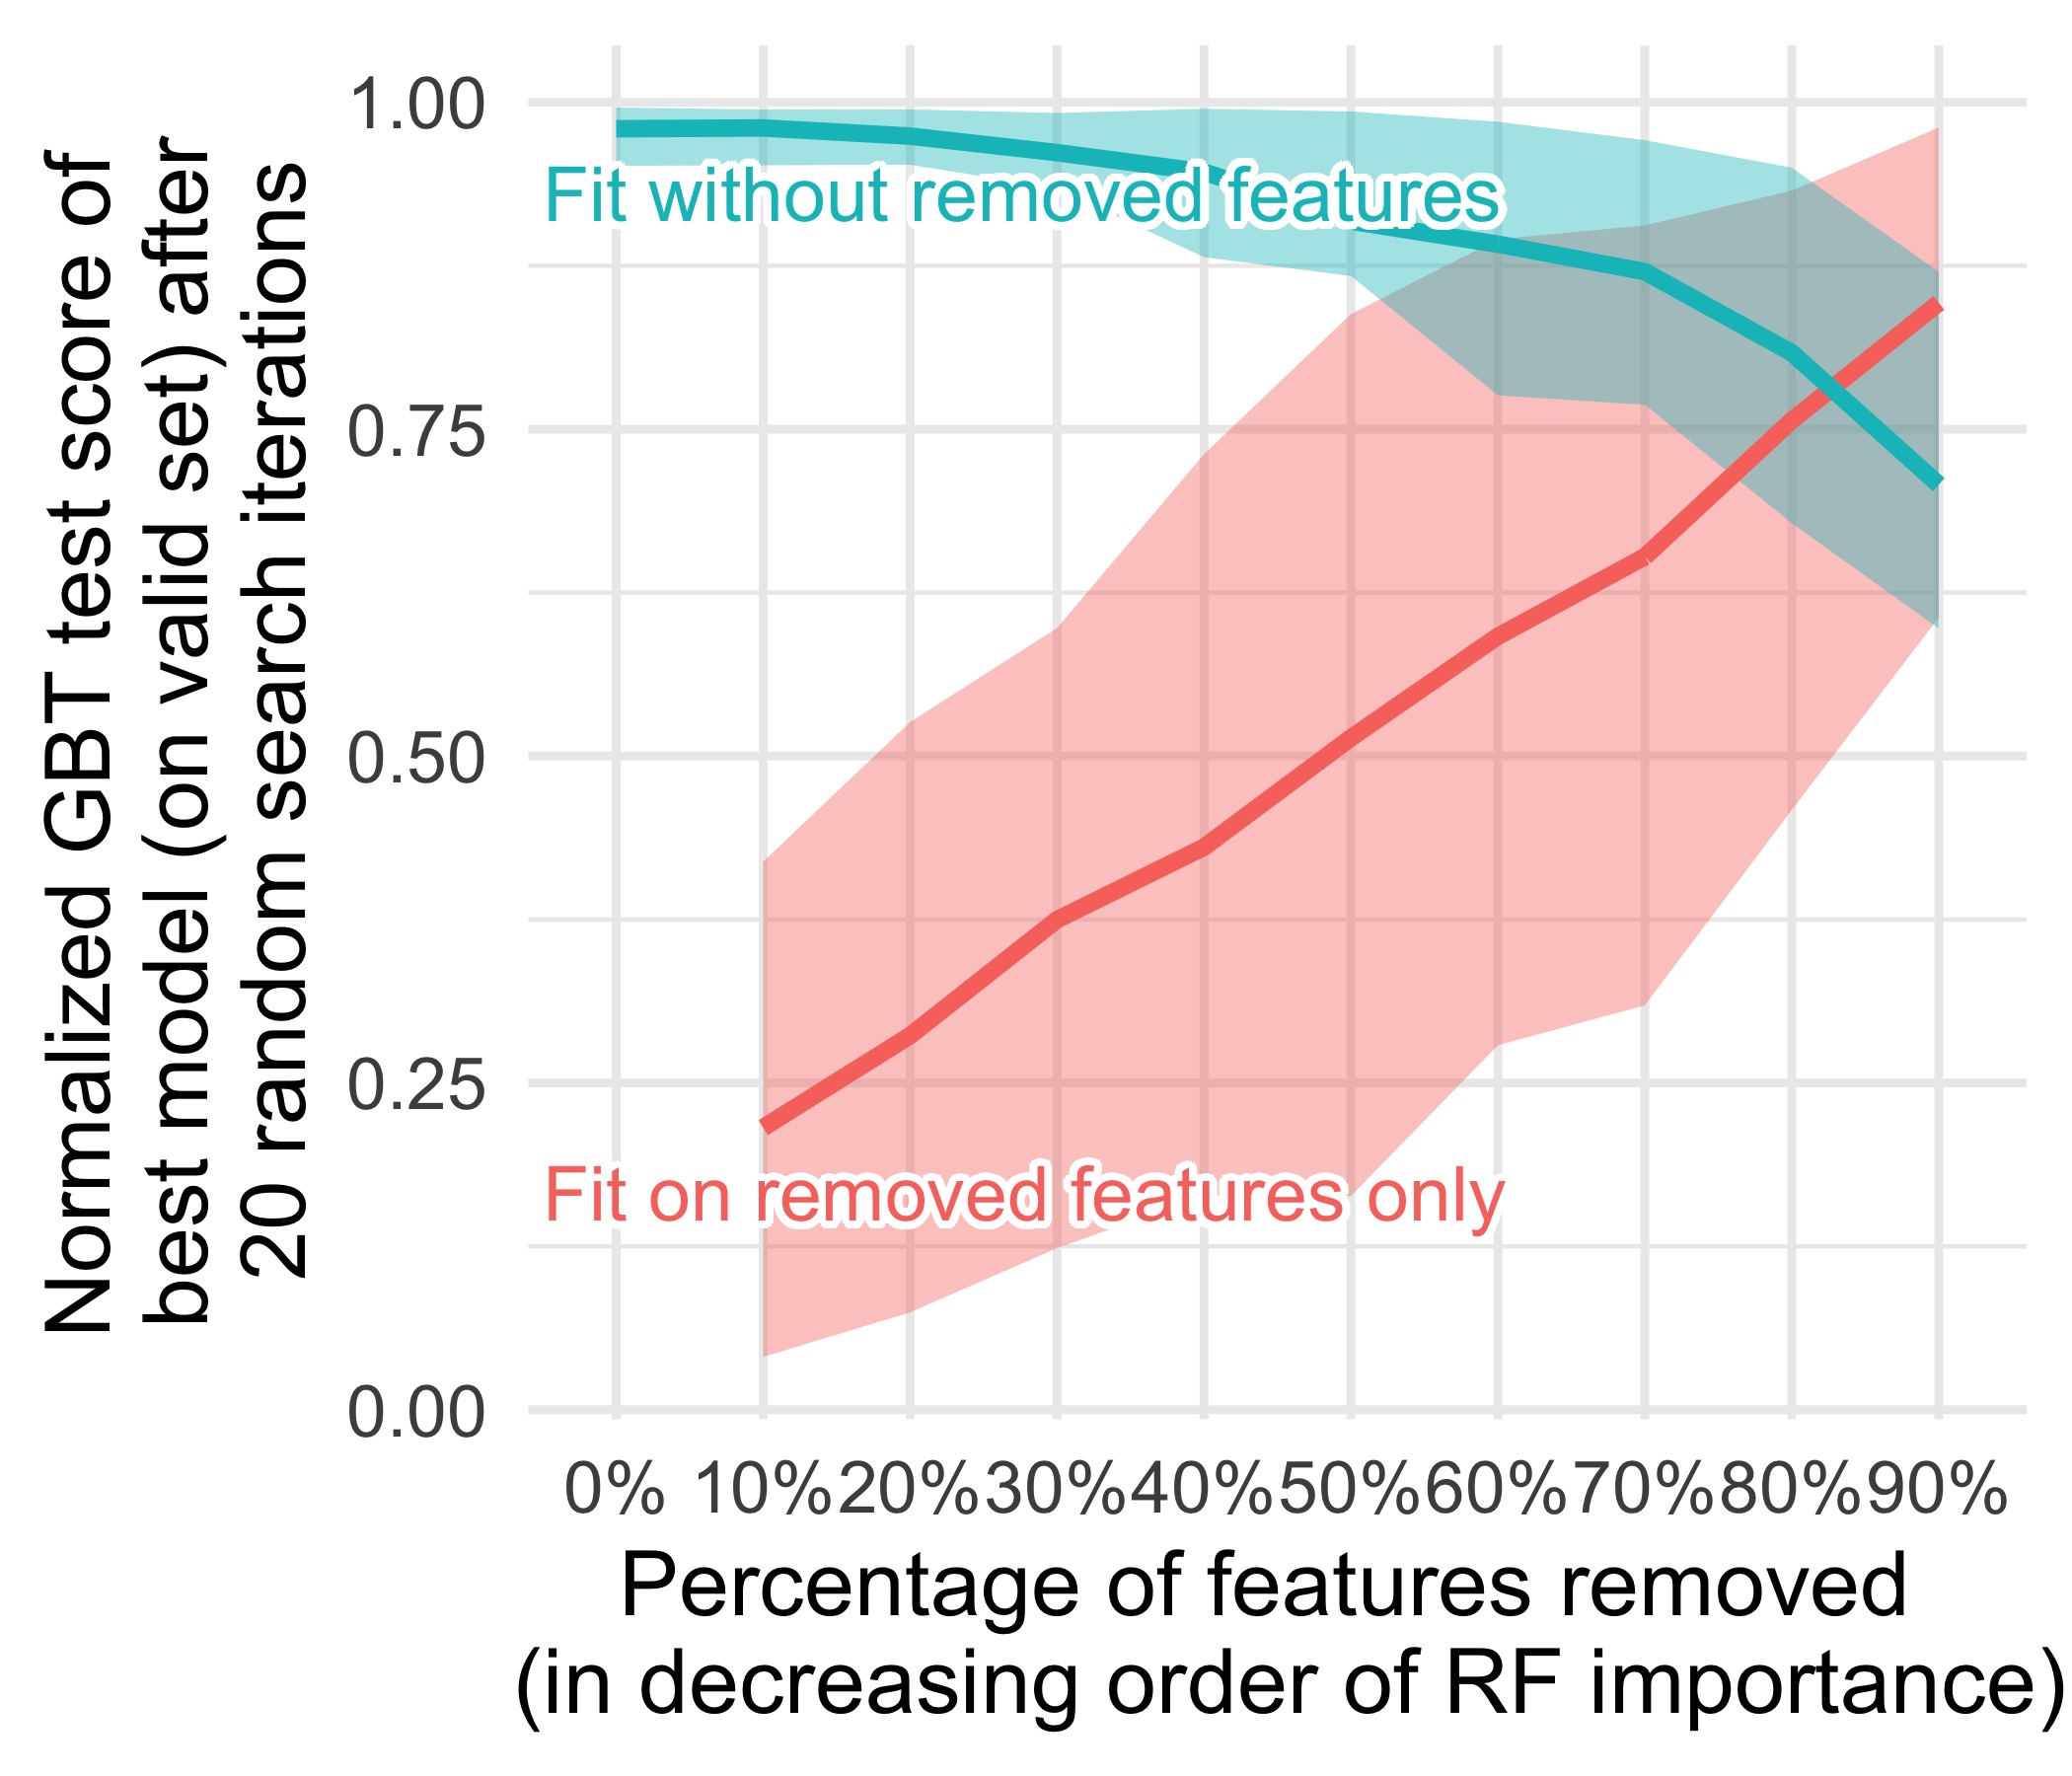 Normalized GBT test score of
best model (on valid set) after
20 random search iterations
1.00
0.75
0.50
0.25
0.00
Fit without removed features
Fit on removed features only
0% 10% 20% 30% 40% 50% 60% 70% 80% 90%
Percentage of features removed
(in decreasing order of RF importance)